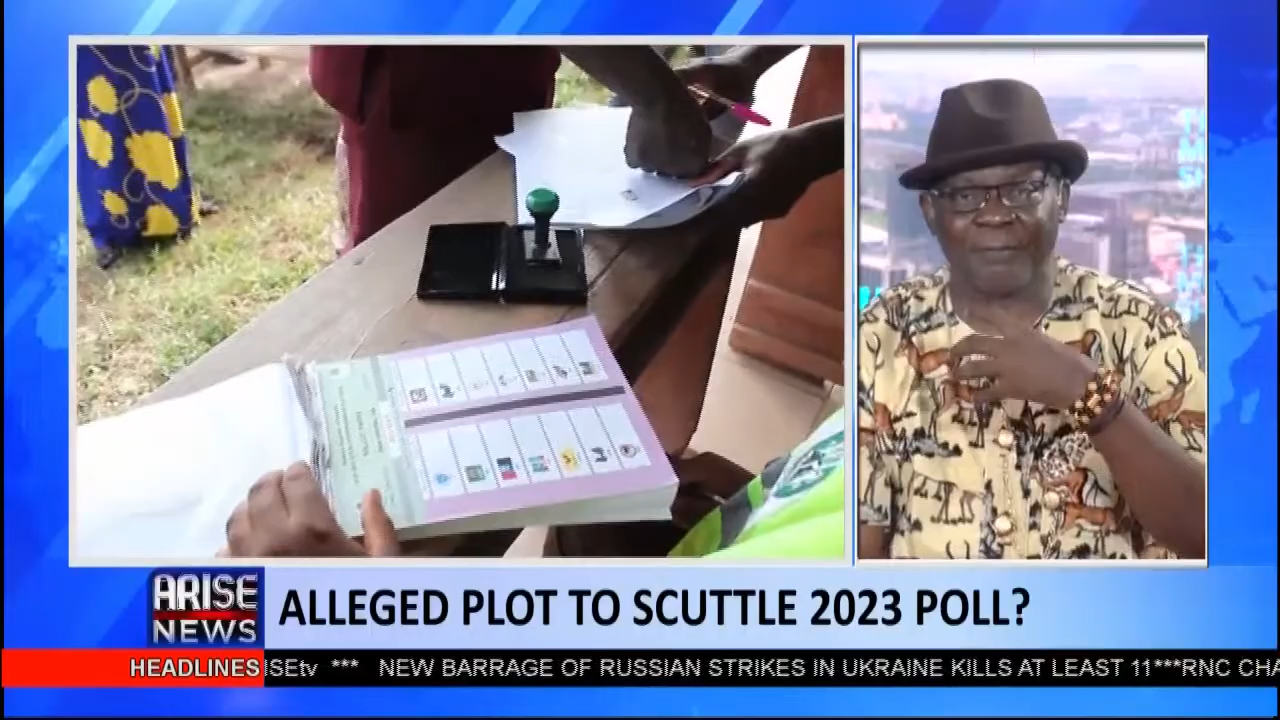 ARISE
NEWS
ALLEGED PLOT TO SCUTTLE 2023 POLL?
HEADLINES
ISEtv *** NEW BARRAGE OF RUSSIAN STRIKES IN UKRAINE KILLS AT LEAST 11***RNC CHA